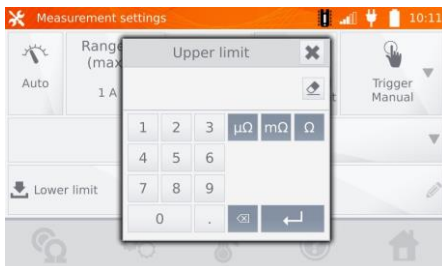 Measurement settings 10:11
Range
(max
1 A
Auto
Upper limit
Trigger
Manual
1 2 3 μΩ mΩ Ω
4 5 6
7 8 9
0 .
Lower limit